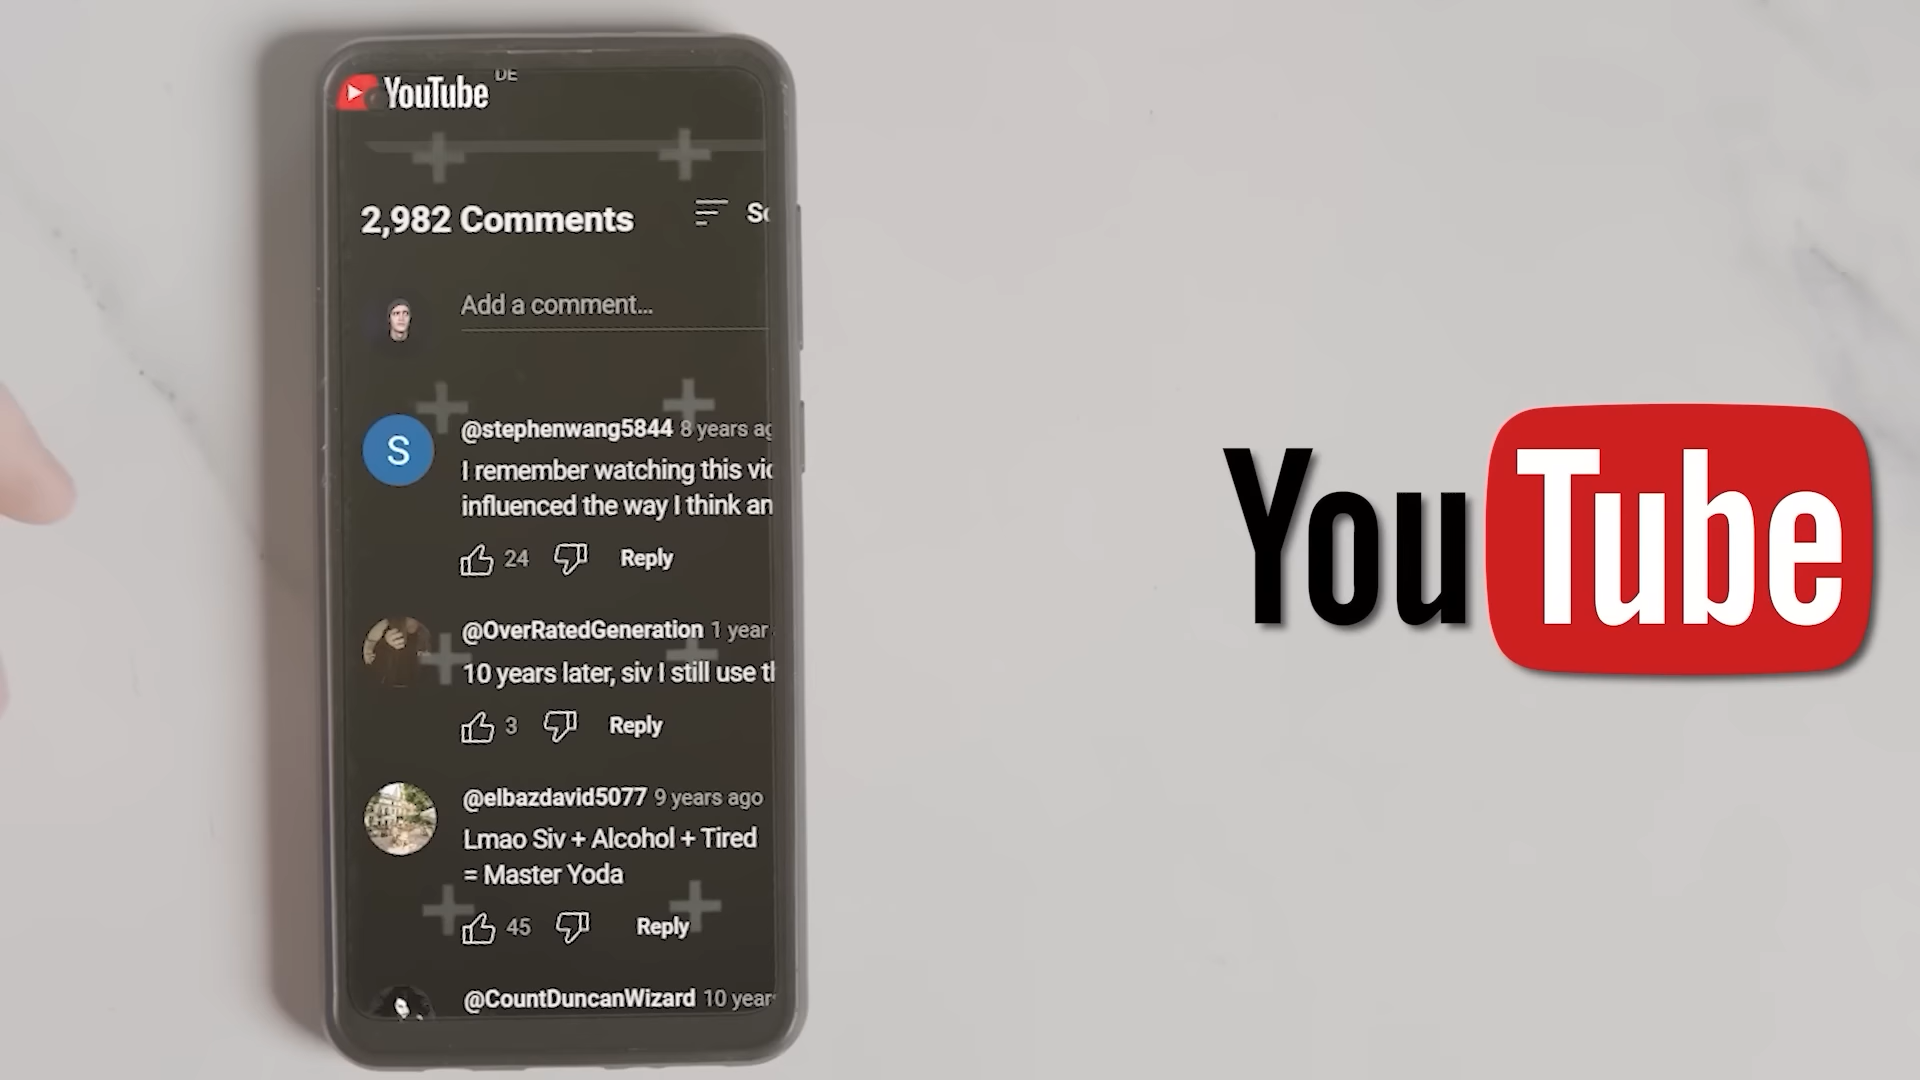 YouTube DE
2,982 Comments
Add a comment...
@stephenwang5844 8 years
I remember watching this
influenced the way I think
24 Reply
@OverRatedGeneration 1 year
10 years later, siv I still use
3 Reply
@elbazdavid5077 9 years ago
Lmao Siv + Alcohol + Tired
= Master Yoda
45 Reply
@CountDuncanWizard 10
S
YouTube